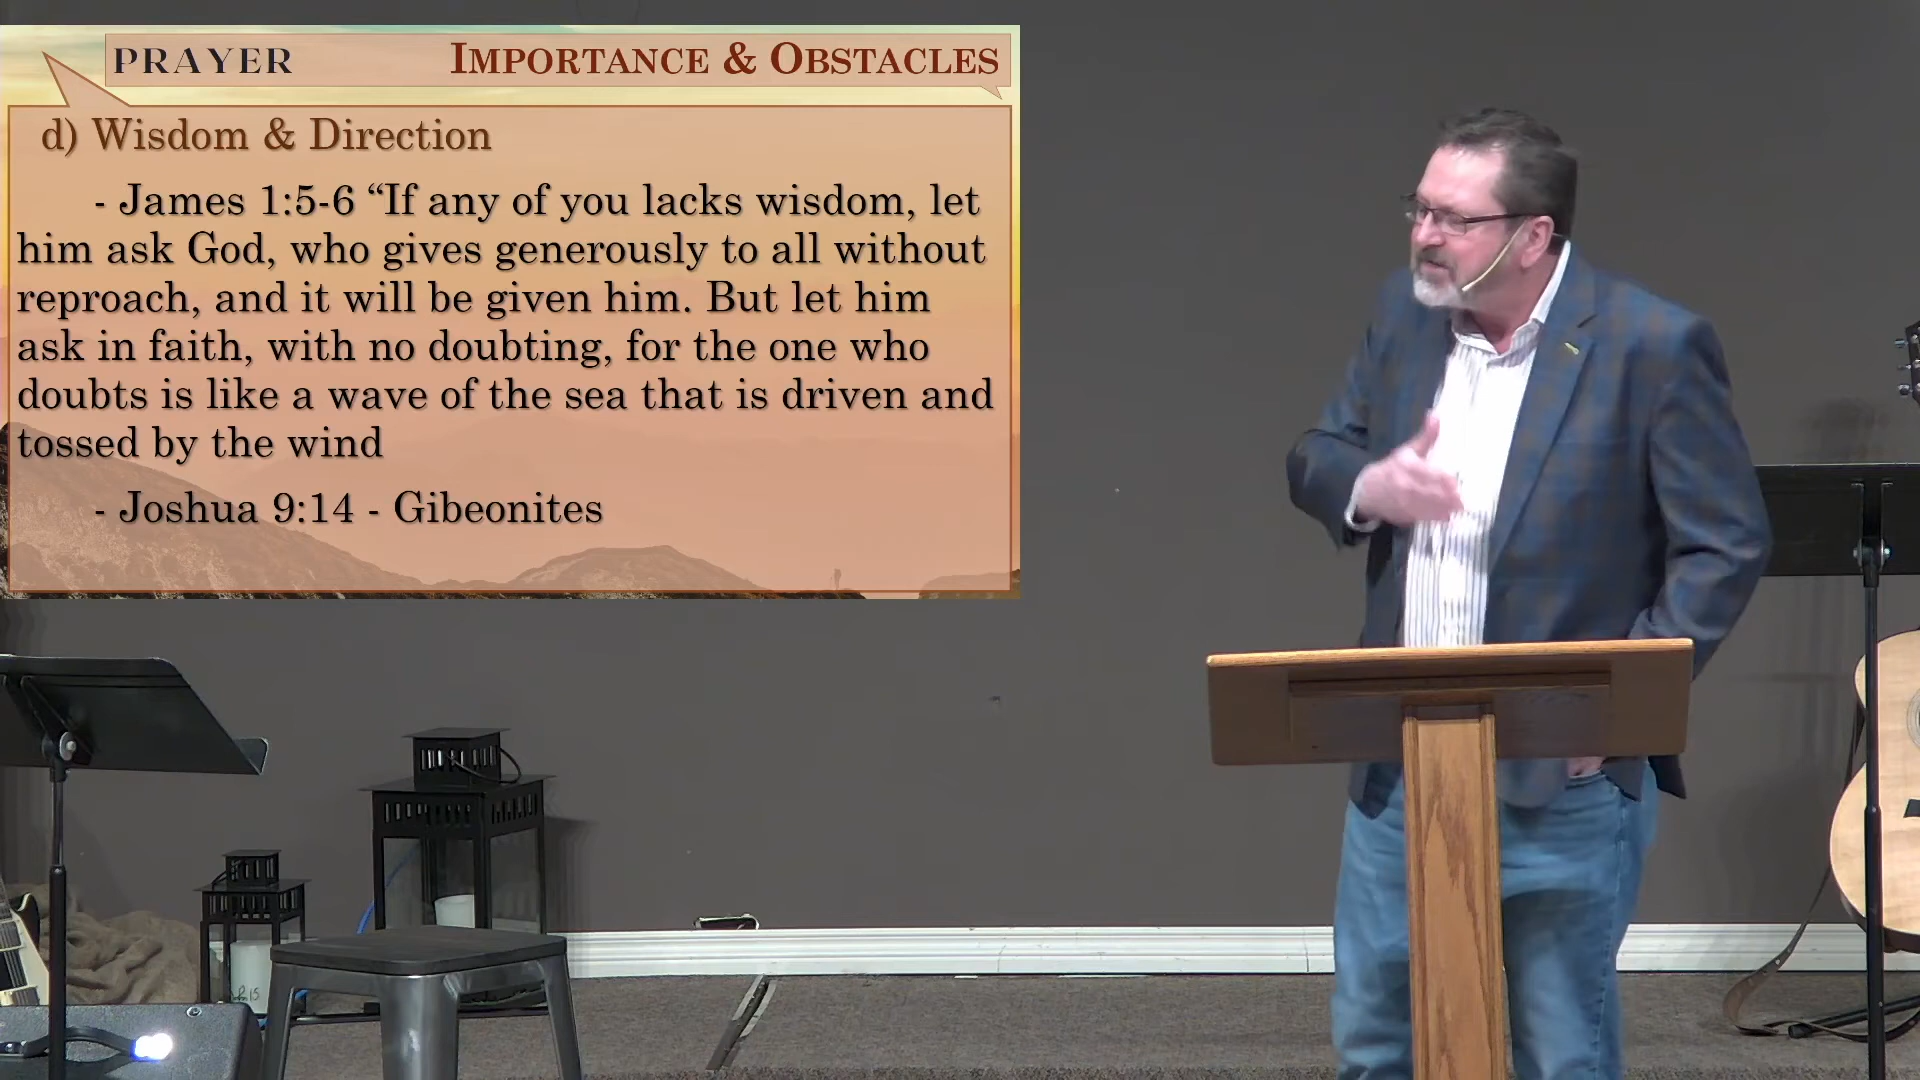 PRAYER IMPORTANCE & OBSTACLES
d) Wisdom & Direction
- James 1:5-6 “If any of you lacks wisdom, let
him ask God, who gives generously to all without
reproach, and it will be given him. But let him
ask in faith, with no doubting, for the one who
doubts is like a wave of the sea that is driven and
tossed by the wind
- Joshua 9:14 - Gibeonites